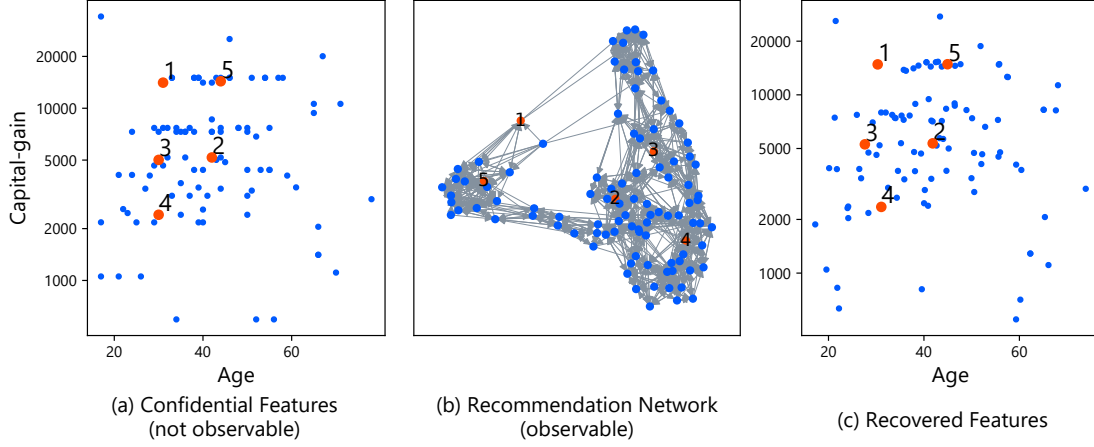 20000
10000
5000
2000
1000
Capital-gain
20 40 60
Age
1
5
3
2
4
(a) Confidential Features
(not observable)
1
3
5
2
4
(b) Recommendation Network
(observable)
20000
10000
5000
2000
1000
20 40 60
Age
1
5
3
2
4
(c) Recovered Features